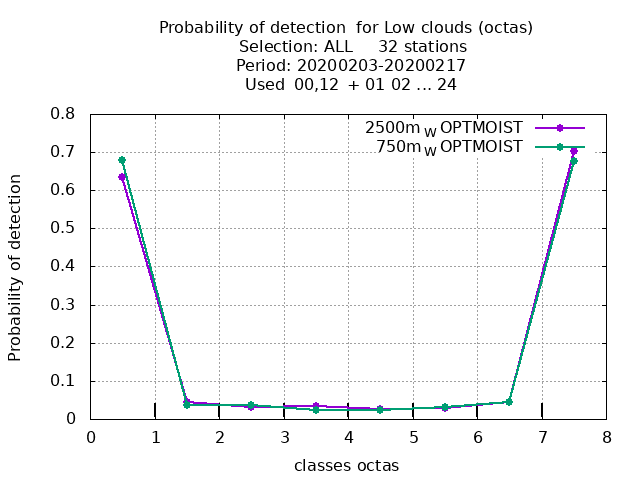 Probability of detection  for Low clouds (octas)
Selection: ALL     32 stations
Period: 20200203-20200217
Used  00,12  + 01 02 ... 24
2500m W OPTMOIST
750m W OPTMOIST
Probability of detection
0.8
0.7
0.6
0.5
0.4
0.3
0.2
0.1
0
0 1 2 3 4 5 6 7 8
classes octas